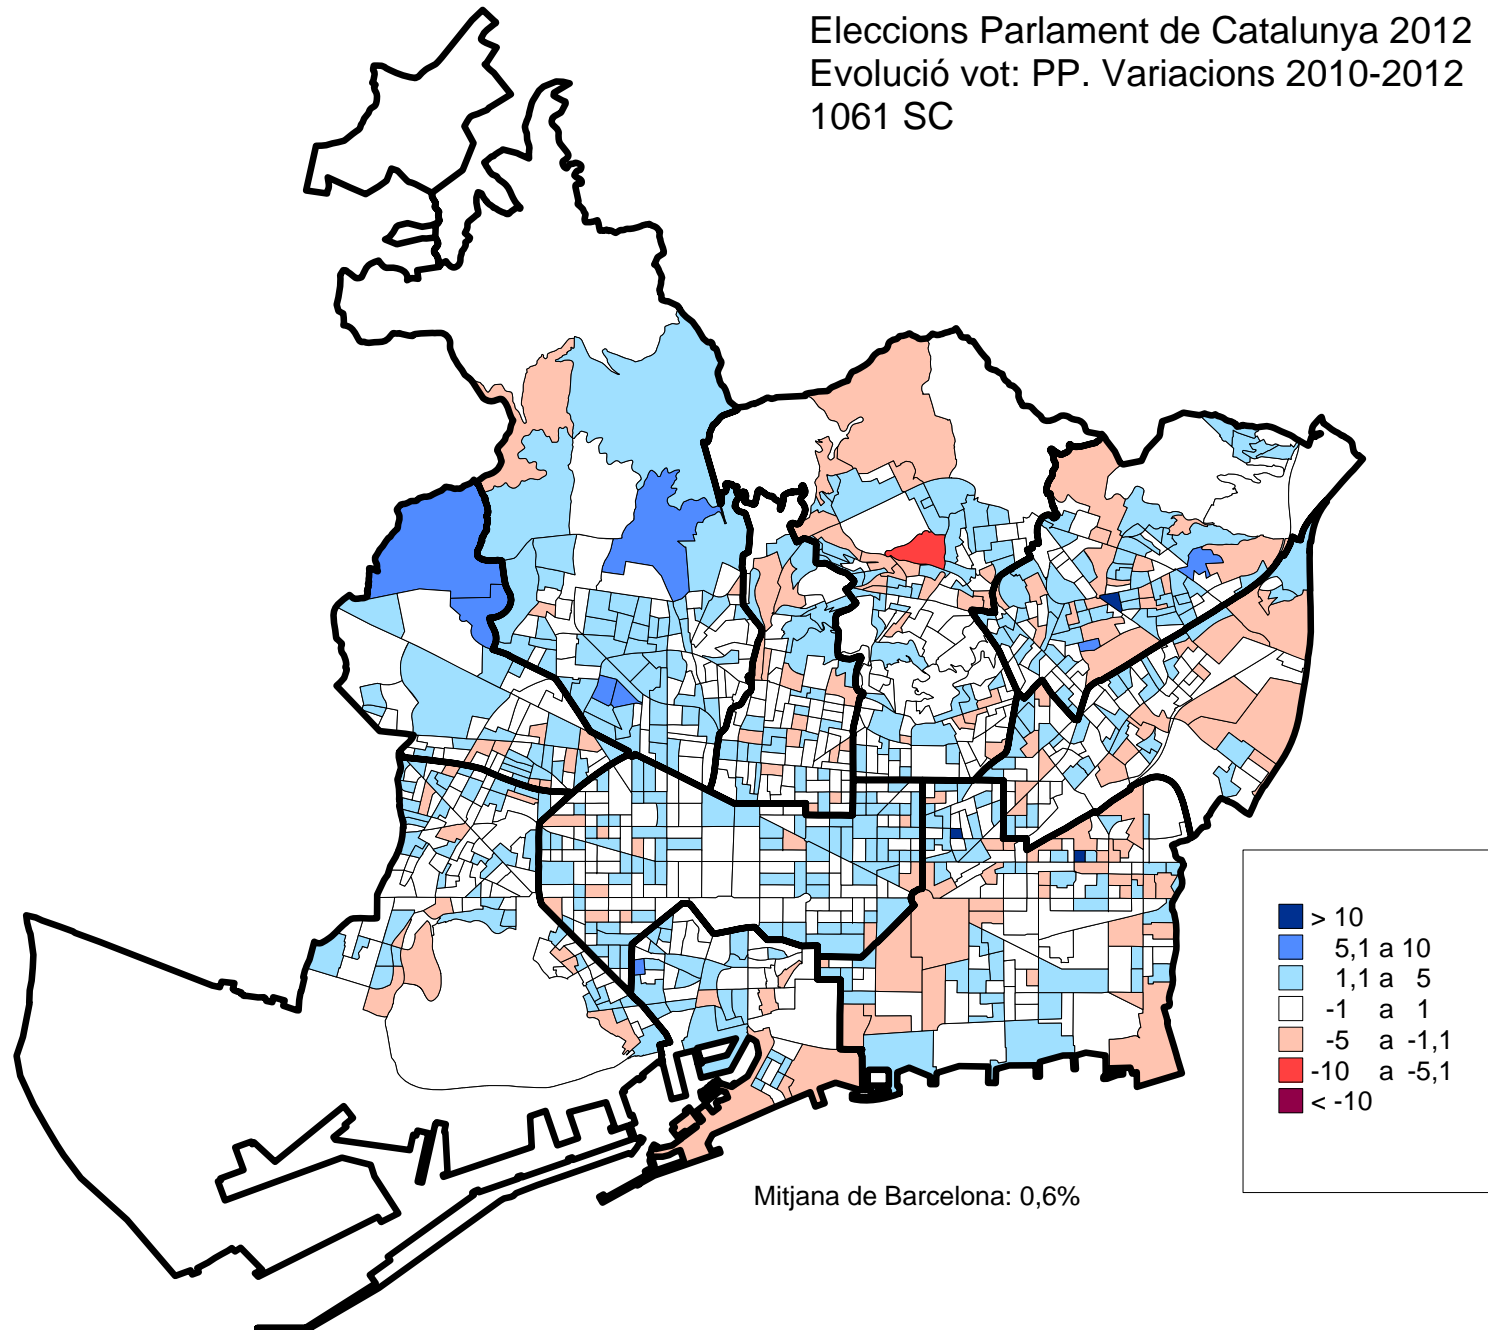 Eleccions Parlament de Catalunya 2012
Evolució vot: PP. Variacions 2010-2012
1061 SC
> 10
5,1 a 10
1,1 a 5
-1 a 1
-5 a -1,1
-10 a -5,1
< -10
Mitjana de Barcelona: 0,6%